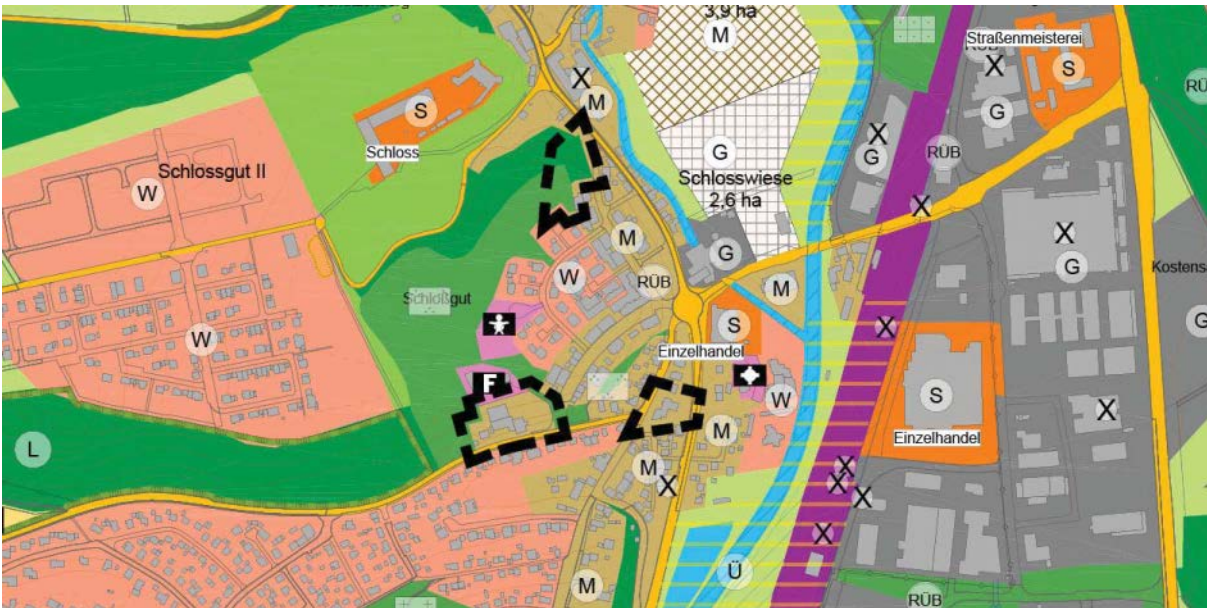 3,9 ha
M
Straßenmeisterei
RÜB
X
S
X
M
S
X
X
G
G
RÜ
Schloss
G
RÜB
Schlossgut II
W
Schlosswiese
2,6 ha
X
M
X
G
G
Kostens
W
RÜB
M
Schloßgut
G
W
S
X
Einzelhandel
F
W
S
X
Einzelhandel
M
L
M
X
X
X
X
X
Ü
M
RÜB